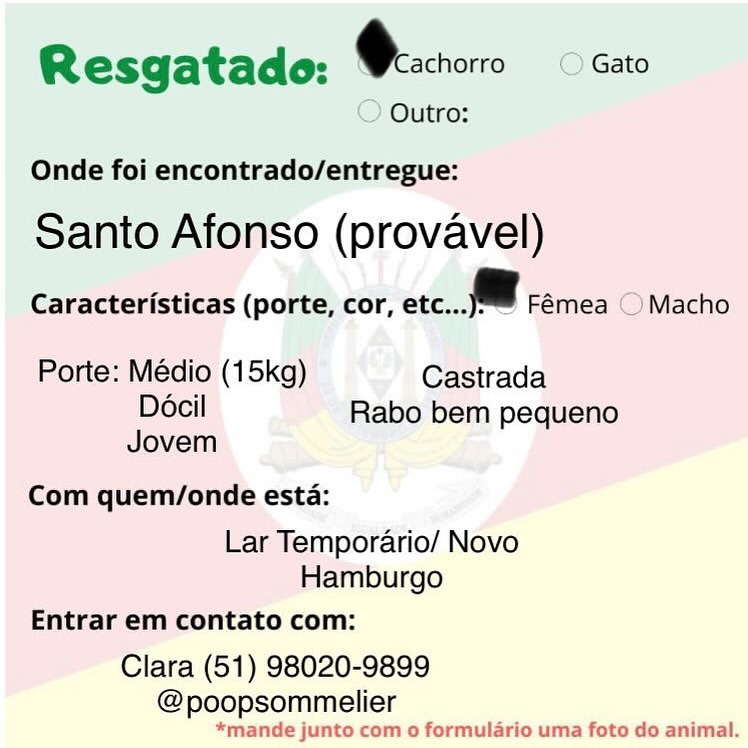 Resgatado: Cachorro Gato
Outro:
Onde foi encontrado/entregue:
Santo Afonso (provável)
Características (porte, cor, etc...): Fêmea Macho
Porte: Médio (15kg) Castrada
Dócil Rabo bem pequeno
Jovem
Com quem/onde está:
Lar Temporário/ Novo
Hamburgo
Entrar em contato com:
Clara (51) 98020-9899
@poopsommelier
*mande junto com o formulário uma foto do animal.